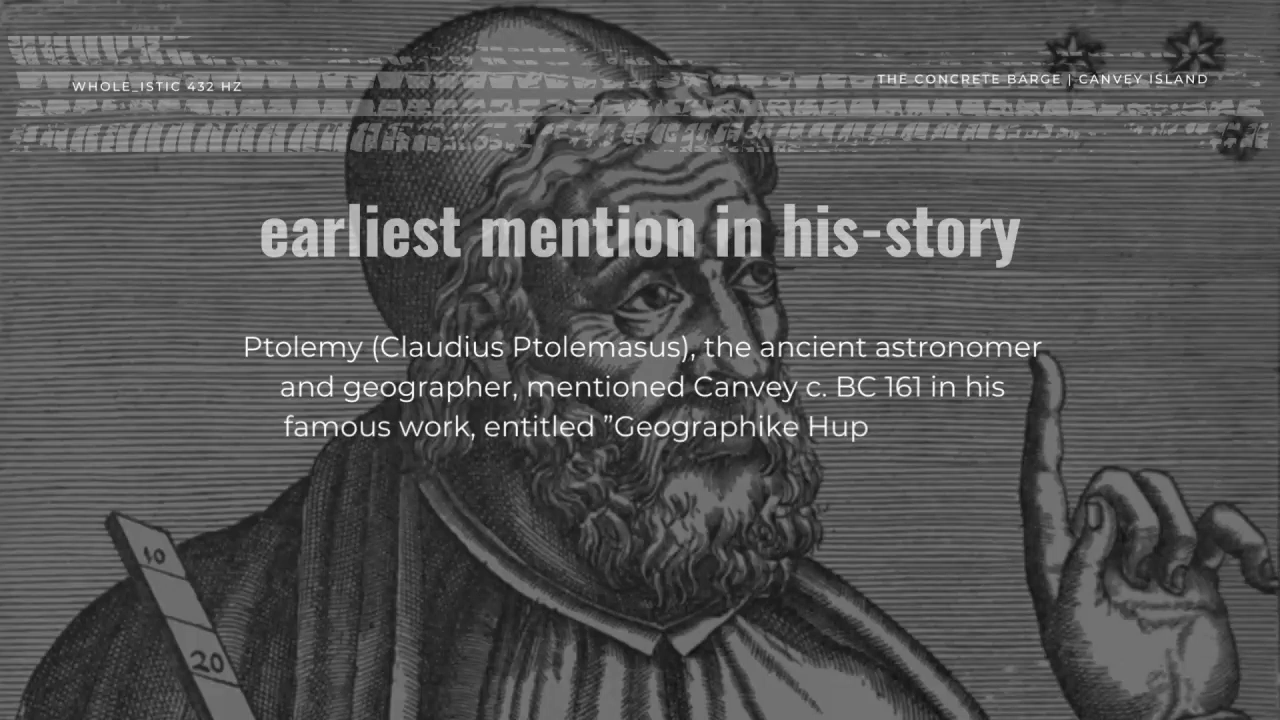 WHOLE_ISTIC 432 HZ
THE CONCRETE BARGE | CANVEY ISLAND
earliest mention in his-story
Ptolemy (Claudius Ptolemasus), the ancient astronomer
and geographer, mentioned Canvey c. BC 161 in his
famous work, entitled ”Geographike Hup
10
20